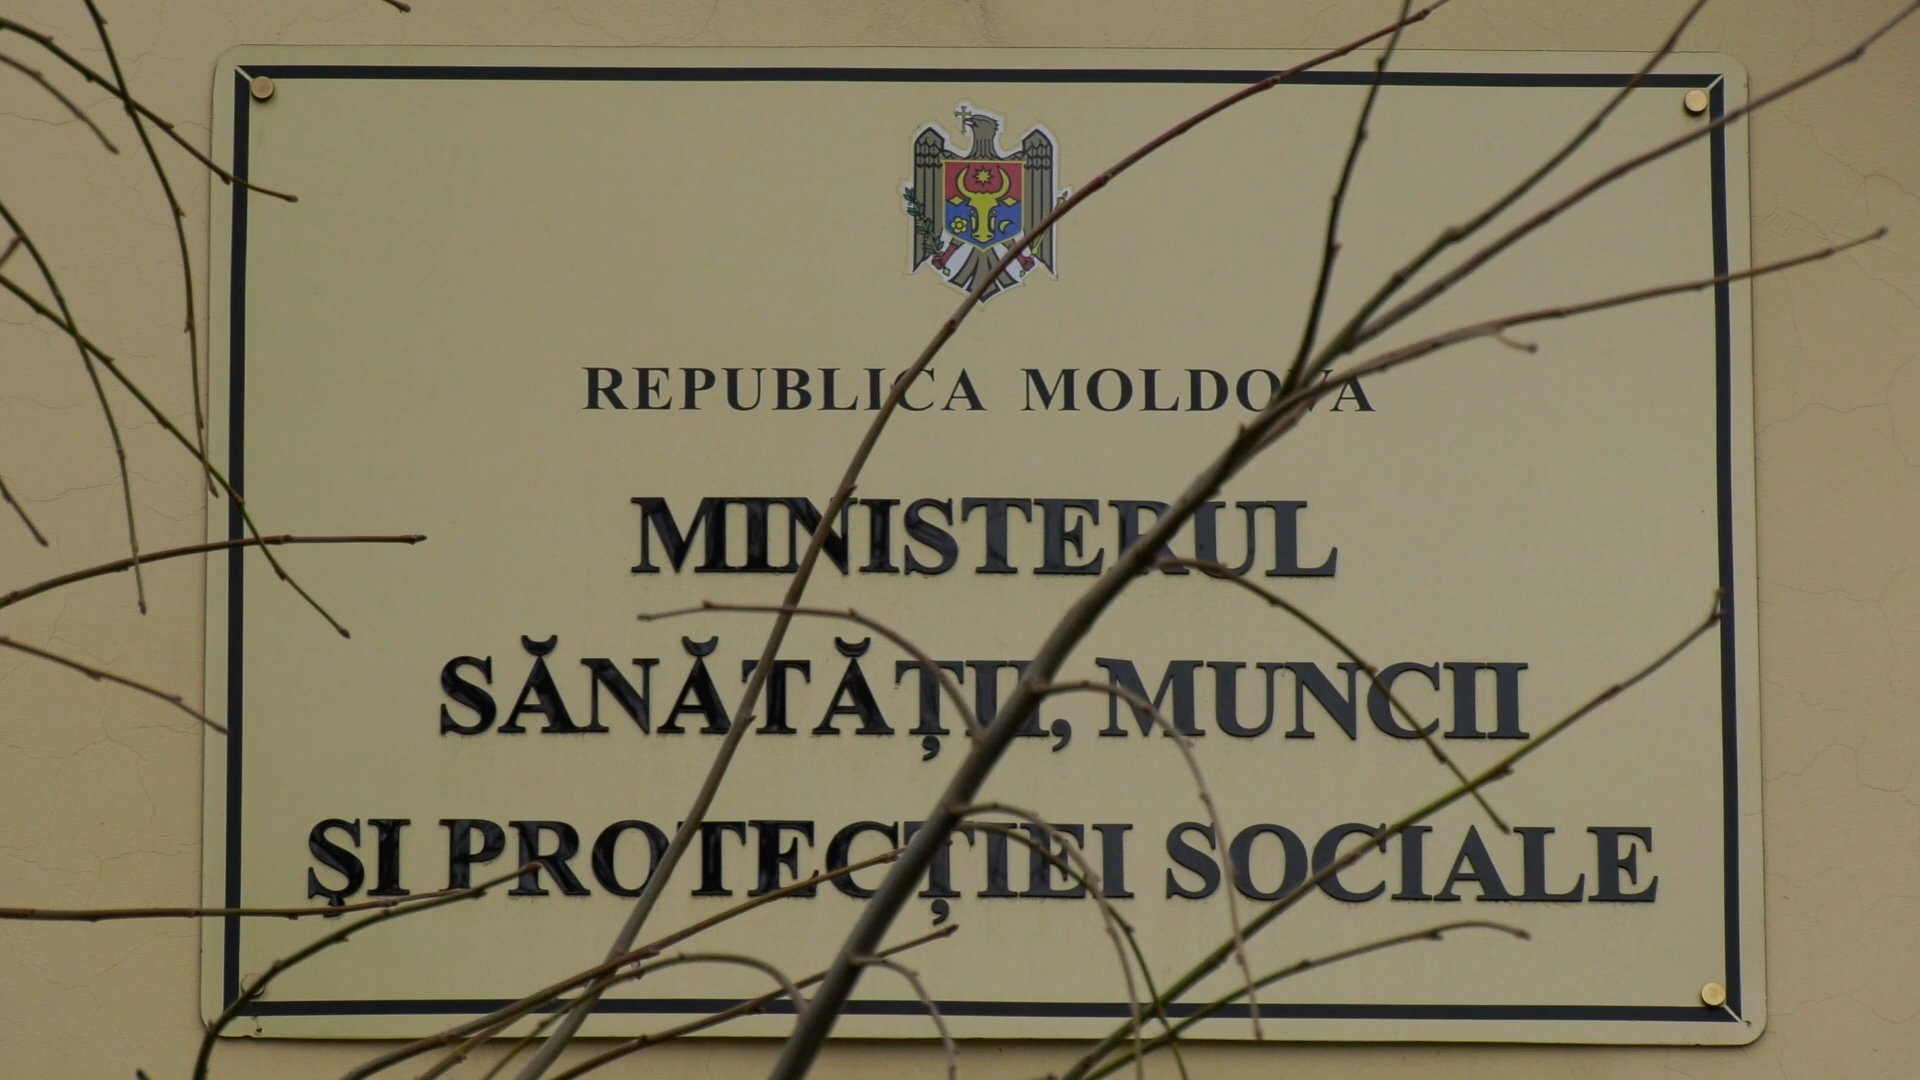 REPUBLICA MOLDOVA
MINISTERUL
SĂNĂTĂȚII, MUNCII
ȘI PROTECȚIEI SOCIALE